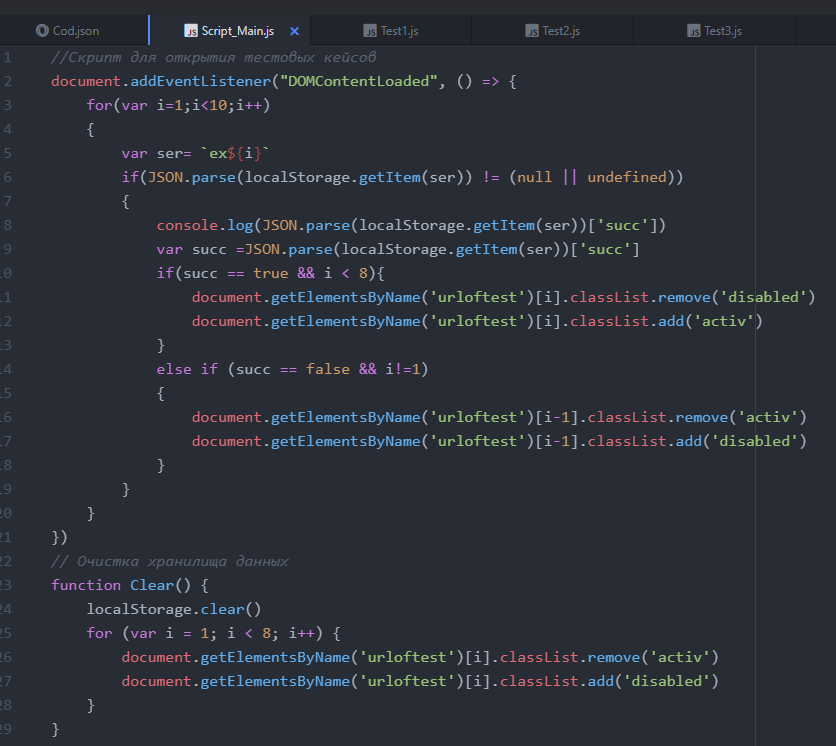 Cod.json Script_Main.js × Test1.js Test2.js Test3.js
1 //Скрипт для открытия тестовых кейсов
2 document.addEventListener("DOMContentLoaded", () => {
3 for(var i=1;i<10;i++)
4 {
5 var ser= `ex${i}`
6 if(JSON.parse(localStorage.getItem(ser)) != (null || undefined))
7 {
8 console.log(JSON.parse(localStorage.getItem(ser))['succ'])
9 var succ =JSON.parse(localStorage.getItem(ser))['succ']
10 if(succ == true && i < 8){
11 document.getElementsByName('urloftest')[i].classList.remove('disabled')
12 document.getElementsByName('urloftest')[i].classList.add('activ')
13 }
14 else if (succ == false && i!=1)
15 {
16 document.getElementsByName('urloftest')[i-1].classList.remove('activ')
17 document.getElementsByName('urloftest')[i-1].classList.add('disabled')
18 }
19 }
20 }
21 })
22 // Очистка хранилища данных
23 function Clear() {
24 localStorage.clear()
25 for (var i = 1; i < 8; i++) {
26 document.getElementsByName('urloftest')[i].classList.remove('activ')
27 document.getElementsByName('urloftest')[i].classList.add('disabled')
28 }
29 }